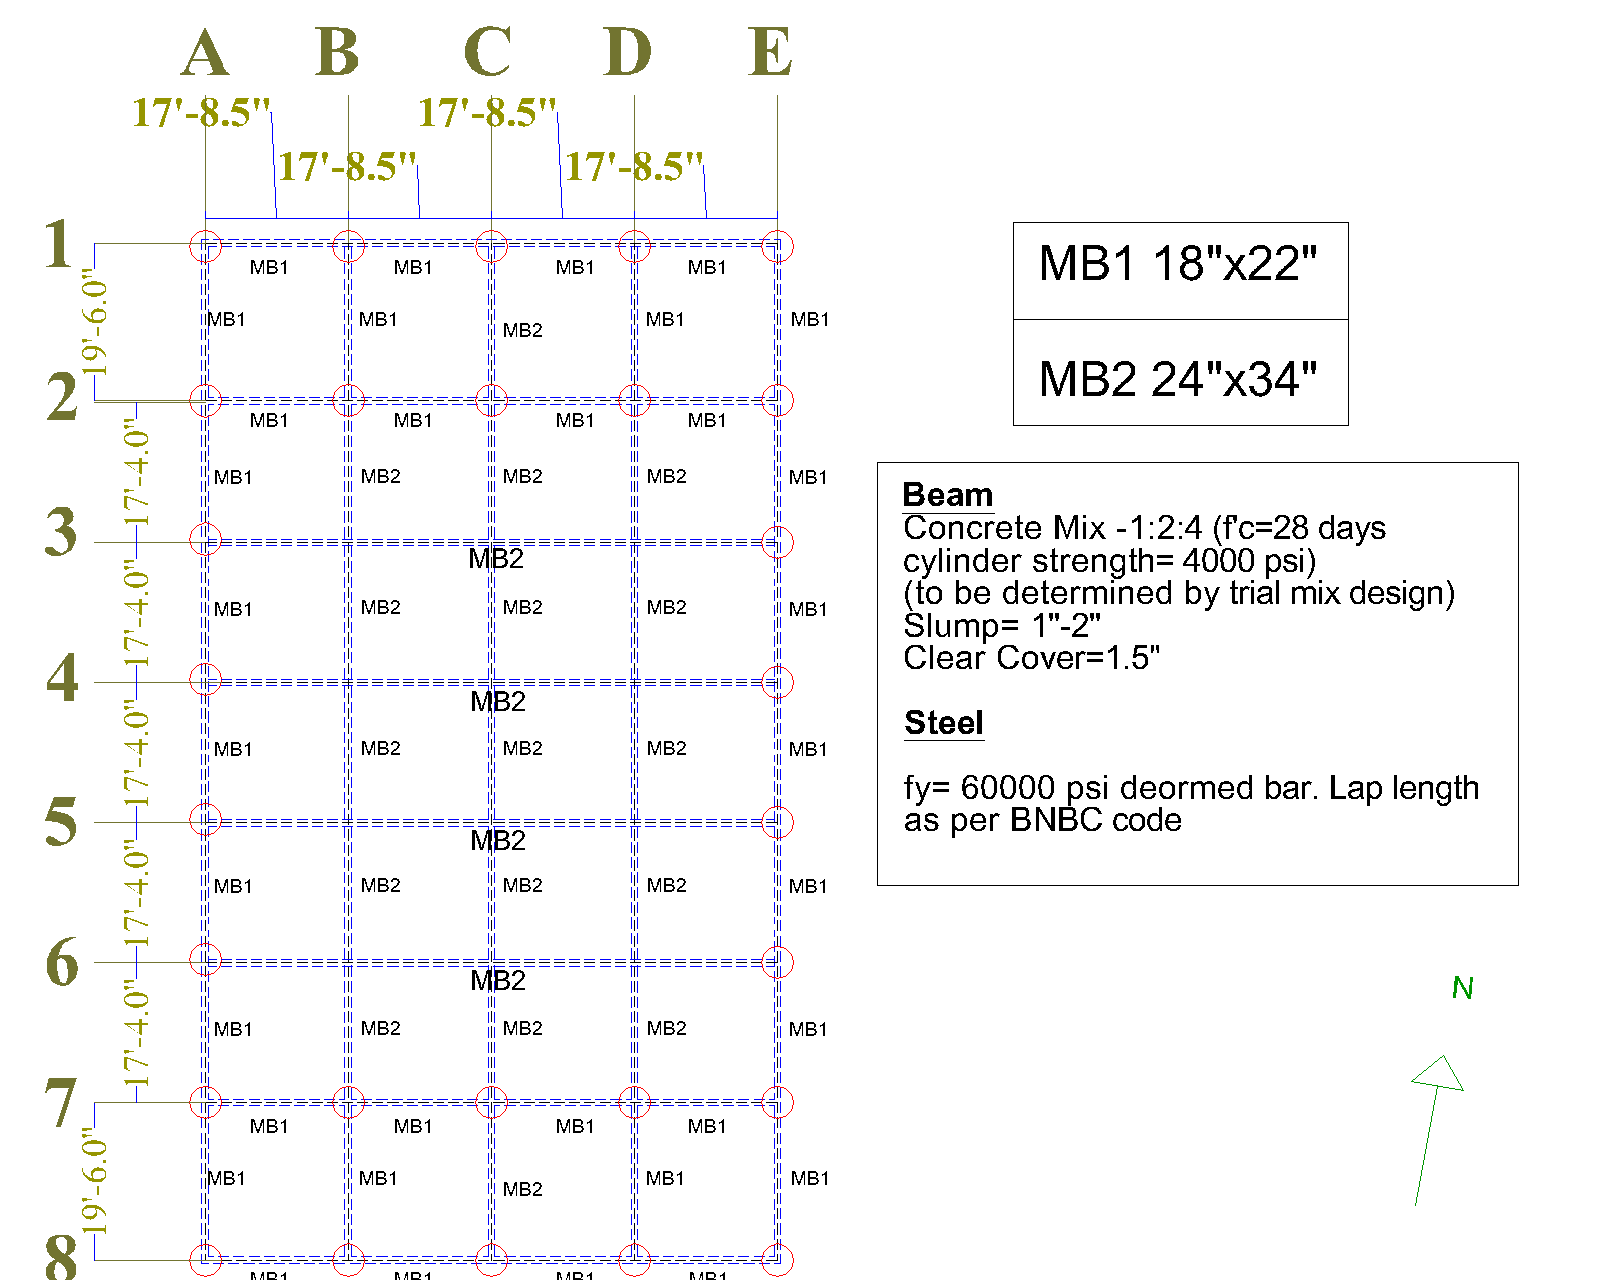 A B C D E
17'-8.5" 17'-8.5"
17'-8.5" 17'-8.5"
1
MB1 MB1 MB1 MB1
19'-6.0"
MB1 MB1 MB2 MB1 MB1
2
MB1 MB1 MB1 MB1
17'-4.0"
MB1 MB2 MB2 MB2 MB1
3
MB2
17'-4.0"
MB1 MB2 MB2 MB2 MB1
4
MB2
17'-4.0"
MB1 MB2 MB2 MB2 MB1
5
MB2
17'-4.0"
MB1 MB2 MB2 MB2 MB1
6
MB2
17'-4.0"
MB1 MB2 MB2 MB2 MB1
7
MB1 MB1 MB1 MB1
19'-6.0"
MB1 MB1 MB2 MB1 MB1
8
MB1 MB1 MB1 MB1
MB1 18"x22"
MB2 24"x34"
Beam
Concrete Mix -1:2:4 (f'c=28 days
cylinder strength= 4000 psi)
(to be determined by trial mix design)
Slump= 1"-2"
Clear Cover=1.5"
Steel
fy= 60000 psi deormed bar. Lap length
as per BNBC code
N